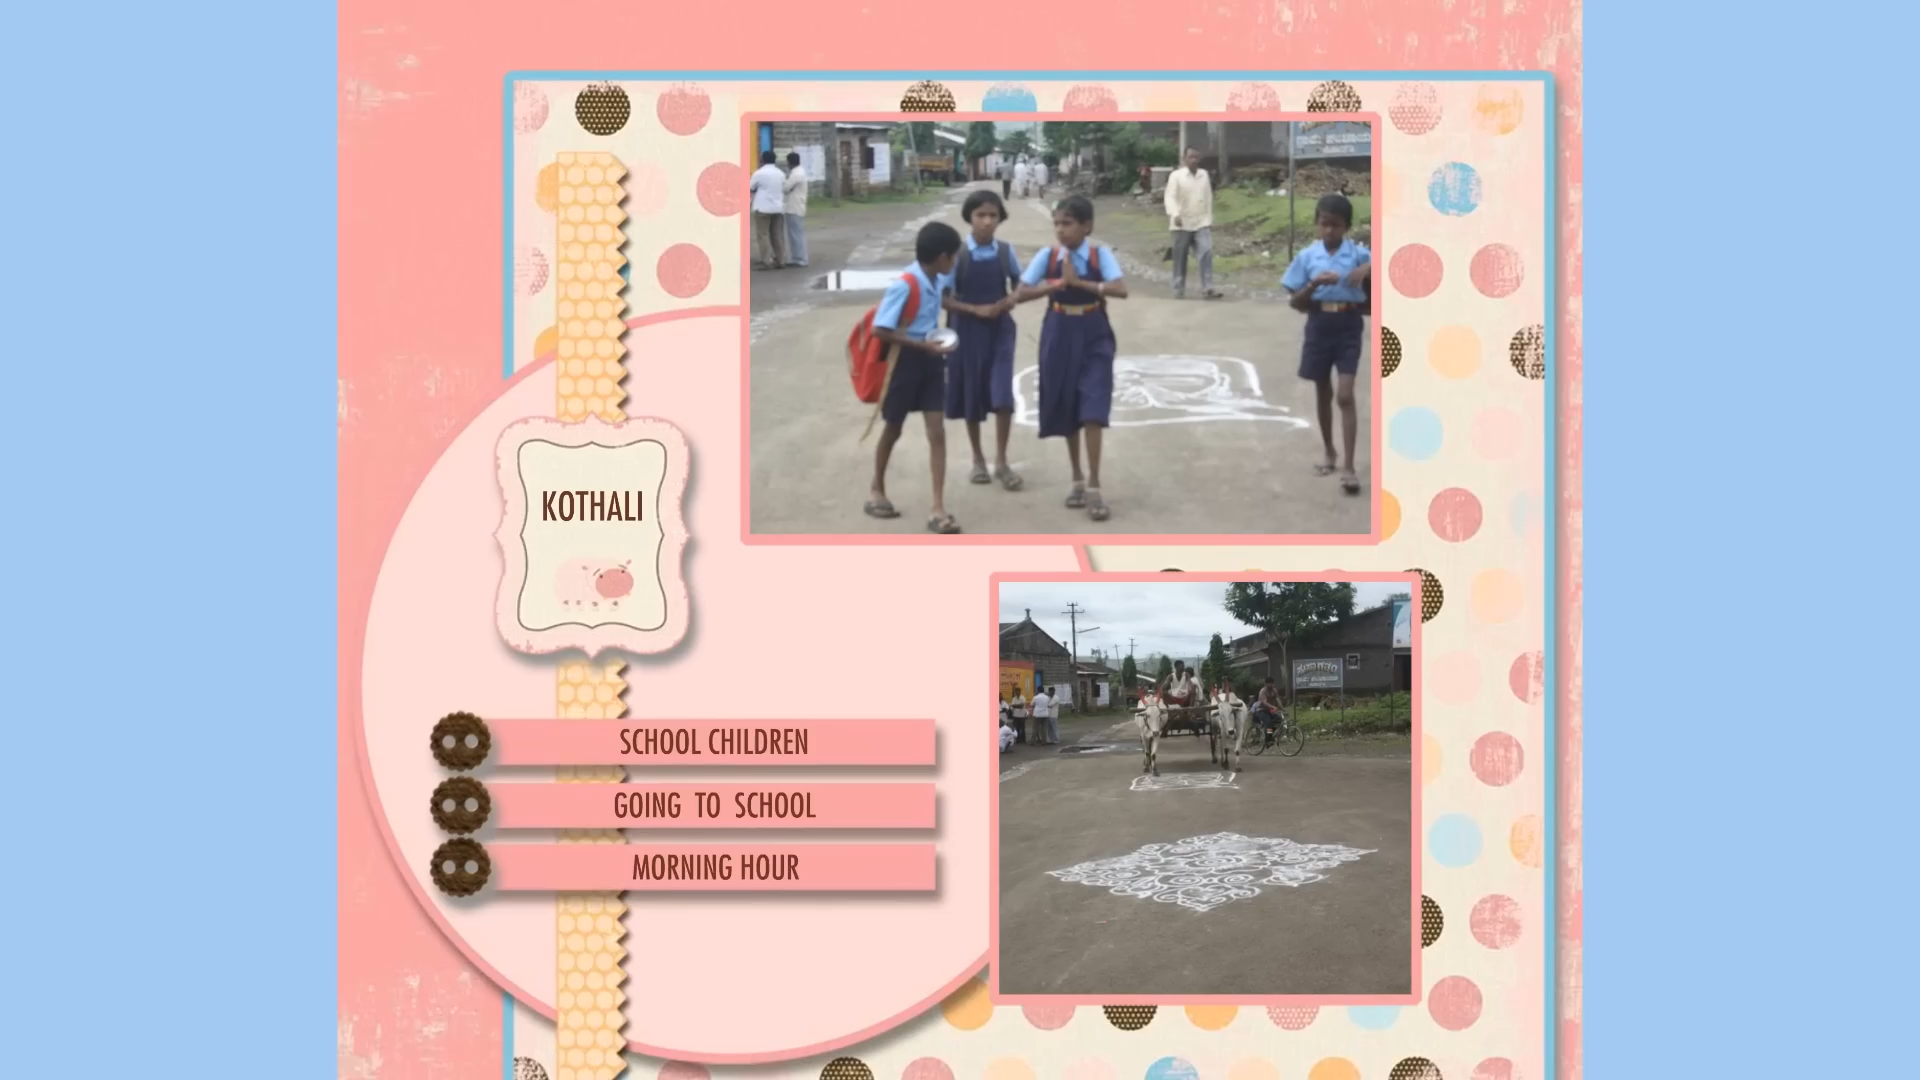 KOTHALI
SCHOOL CHILDREN
GOING TO SCHOOL
MORNING HOUR